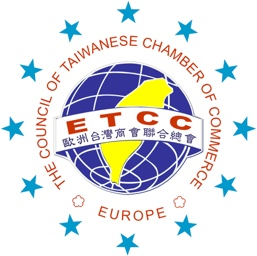 THE COUNCIL OF TAIWANESE CHAMBER OF COMMERCE
ETCC
歐洲台灣商會聯合總會
EUROPE